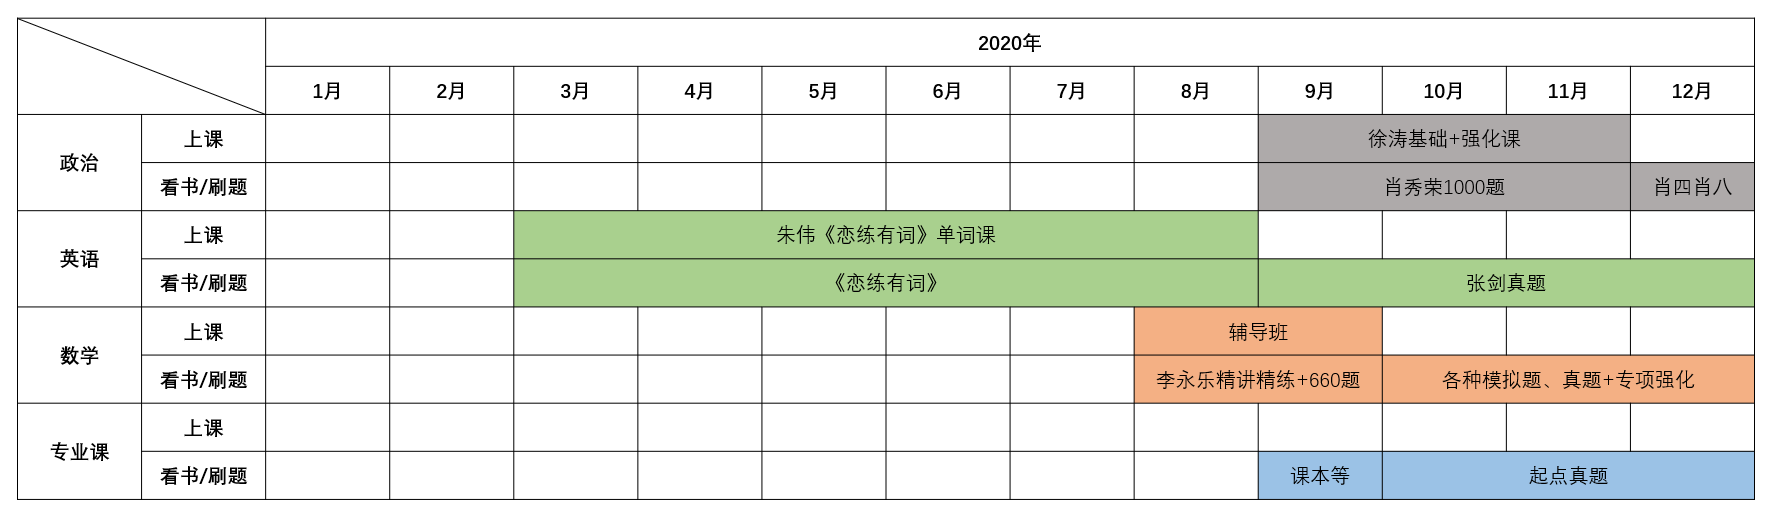 2020年
1月 2月 3月 4月 5月 6月 7月 8月 9月 10月 11月 12月
政治
上课 徐涛基础+强化课
看书/刷题 肖秀荣1000题 肖四肖八
英语
上课 朱伟《恋练有词》单词课
看书/刷题 《恋练有词》 张剑真题
数学
上课 辅导班
看书/刷题 李永乐精讲精练+660题 各种模拟题、真题+专项强化
专业课
上课
看书/刷题 课本等 起点真题